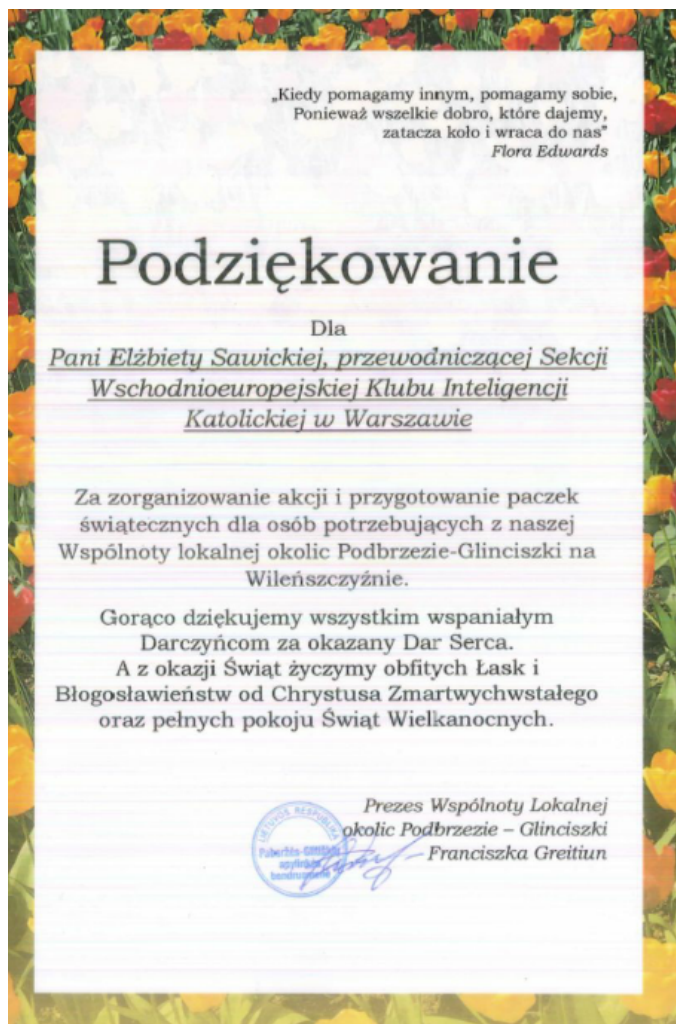 „Kiedy pomagamy innym, pomagamy sobie,
Ponieważ wszelkie dobro, które dajemy,
zatacza koło i wraca do nas”
Flora Edwards
Podziękowanie
Dla
Pani Elżbiety Sawickiej, przewodniczącej Sekcji
Wschodnioeuropejskiej Klubu Inteligencji
Katolickiej w Warszawie
Za zorganizowanie akcji i przygotowanie paczek
świątecznych dla osób potrzebujących z naszej
Wspólnoty lokalnej okolic Podbrzezie-Glinciszki na
Wileńszczyźnie.
Gorąco dziękujemy wszystkim wspaniałym
Darczyńcom za okazany Dar Serca.
A z okazji Świąt życzymy obfitych Łask i
Błogosławieństw od Chrystusa Zmartwychwstałego
oraz pełnych pokoju Świąt Wielkanocnych.
Prezes Wspólnoty Lokalnej
okolic Podbrzezie – Glinciszki
Franciszka Greitiun
LIETUVOS RESPUBLIKA
bendruomenė